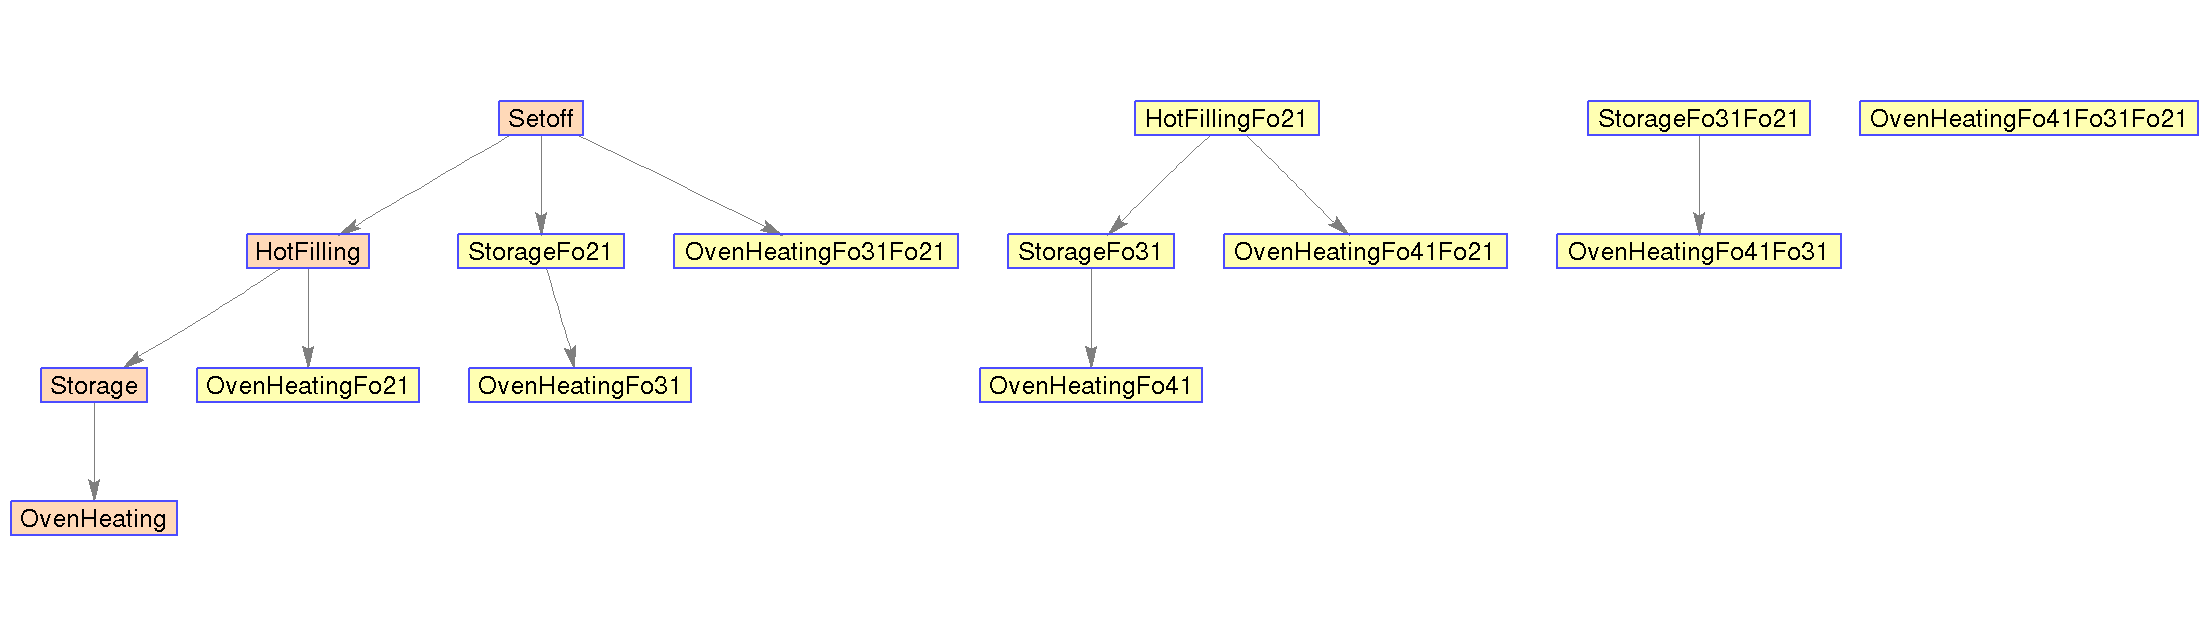 Setoff
HotFillingFo21
StorageFo31Fo21
OvenHeatingFo41Fo31Fo21
HotFilling
StorageFo21
OvenHeatingFo31Fo21
StorageFo31
OvenHeatingFo41Fo21
OvenHeatingFo41Fo31
Storage
OvenHeatingFo21
OvenHeatingFo31
OvenHeatingFo41
OvenHeating